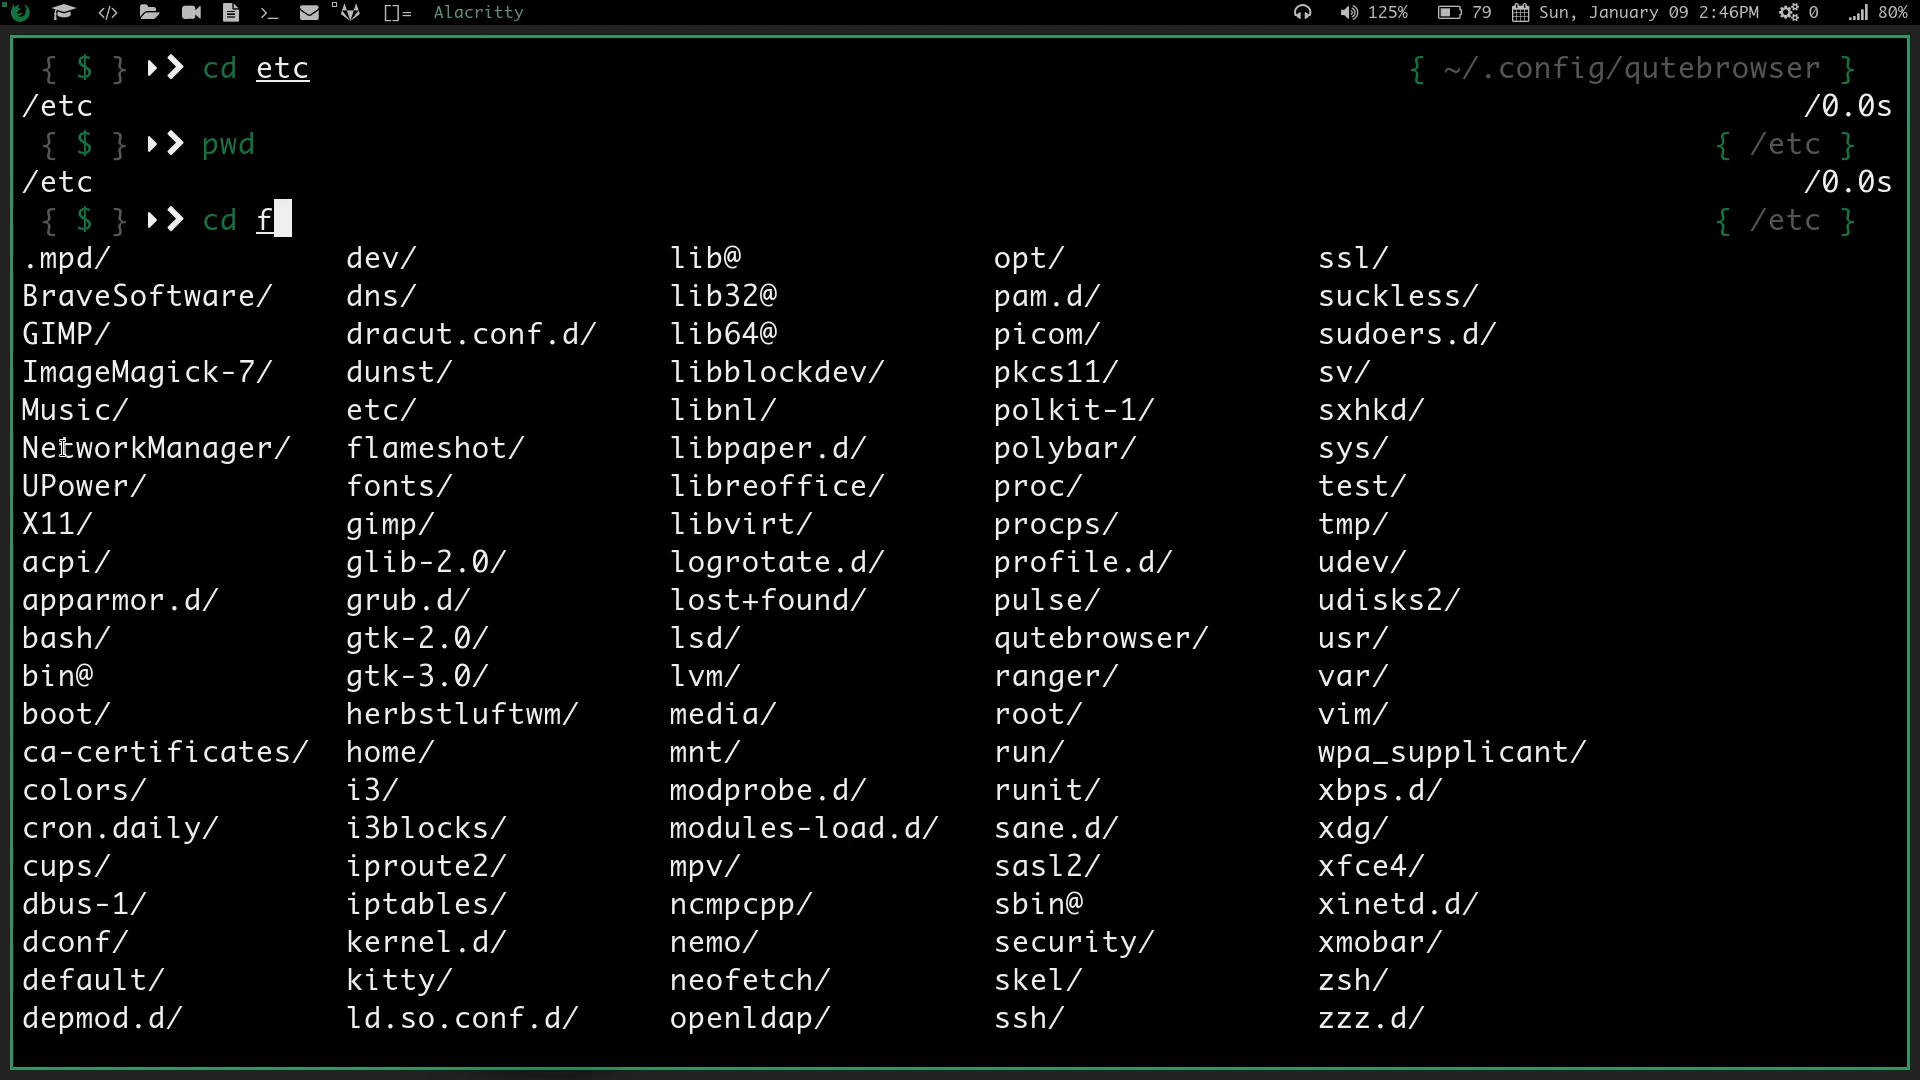 []= Alacritty 125% 79 Sun, January 09 2:46PM 0 80%
{ $ } cd etc { ~/.config/qutebrowser }
/etc /0.0s
{ $ } pwd { /etc }
/etc /0.0s
{ $ } cd f { /etc }
.mpd/ dev/ lib@ opt/ ssl/
BraveSoftware/ dns/ lib32@ pam.d/ suckless/
GIMP/ dracut.conf.d/ lib64@ picom/ sudoers.d/
ImageMagick-7/ dunst/ libblockdev/ pkcs11/ sv/
Music/ etc/ libnl/ polkit-1/ sxhkd/
NetworkManager/ flameshot/ libpaper.d/ polybar/ sys/
UPower/ fonts/ libreoffice/ proc/ test/
X11/ gimp/ libvirt/ procps/ tmp/
acpi/ glib-2.0/ logrotate.d/ profile.d/ udev/
apparmor.d/ grub.d/ lost+found/ pulse/ udisks2/
bash/ gtk-2.0/ lsd/ qutebrowser/ usr/
bin@ gtk-3.0/ lvm/ ranger/ var/
boot/ herbstluftwm/ media/ root/ vim/
ca-certificates/ home/ mnt/ run/ wpa_supplicant/
colors/ i3/ modprobe.d/ runit/ xbps.d/
cron.daily/ i3blocks/ modules-load.d/ sane.d/ xdg/
cups/ iproute2/ mpv/ sasl2/ xfce4/
dbus-1/ iptables/ ncmpcpp/ sbin@ xinetd.d/
dconf/ kernel.d/ nemo/ security/ xmobar/
default/ kitty/ neofetch/ skel/ zsh/
depmod.d/ ld.so.conf.d/ openldap/ ssh/ zzz.d/